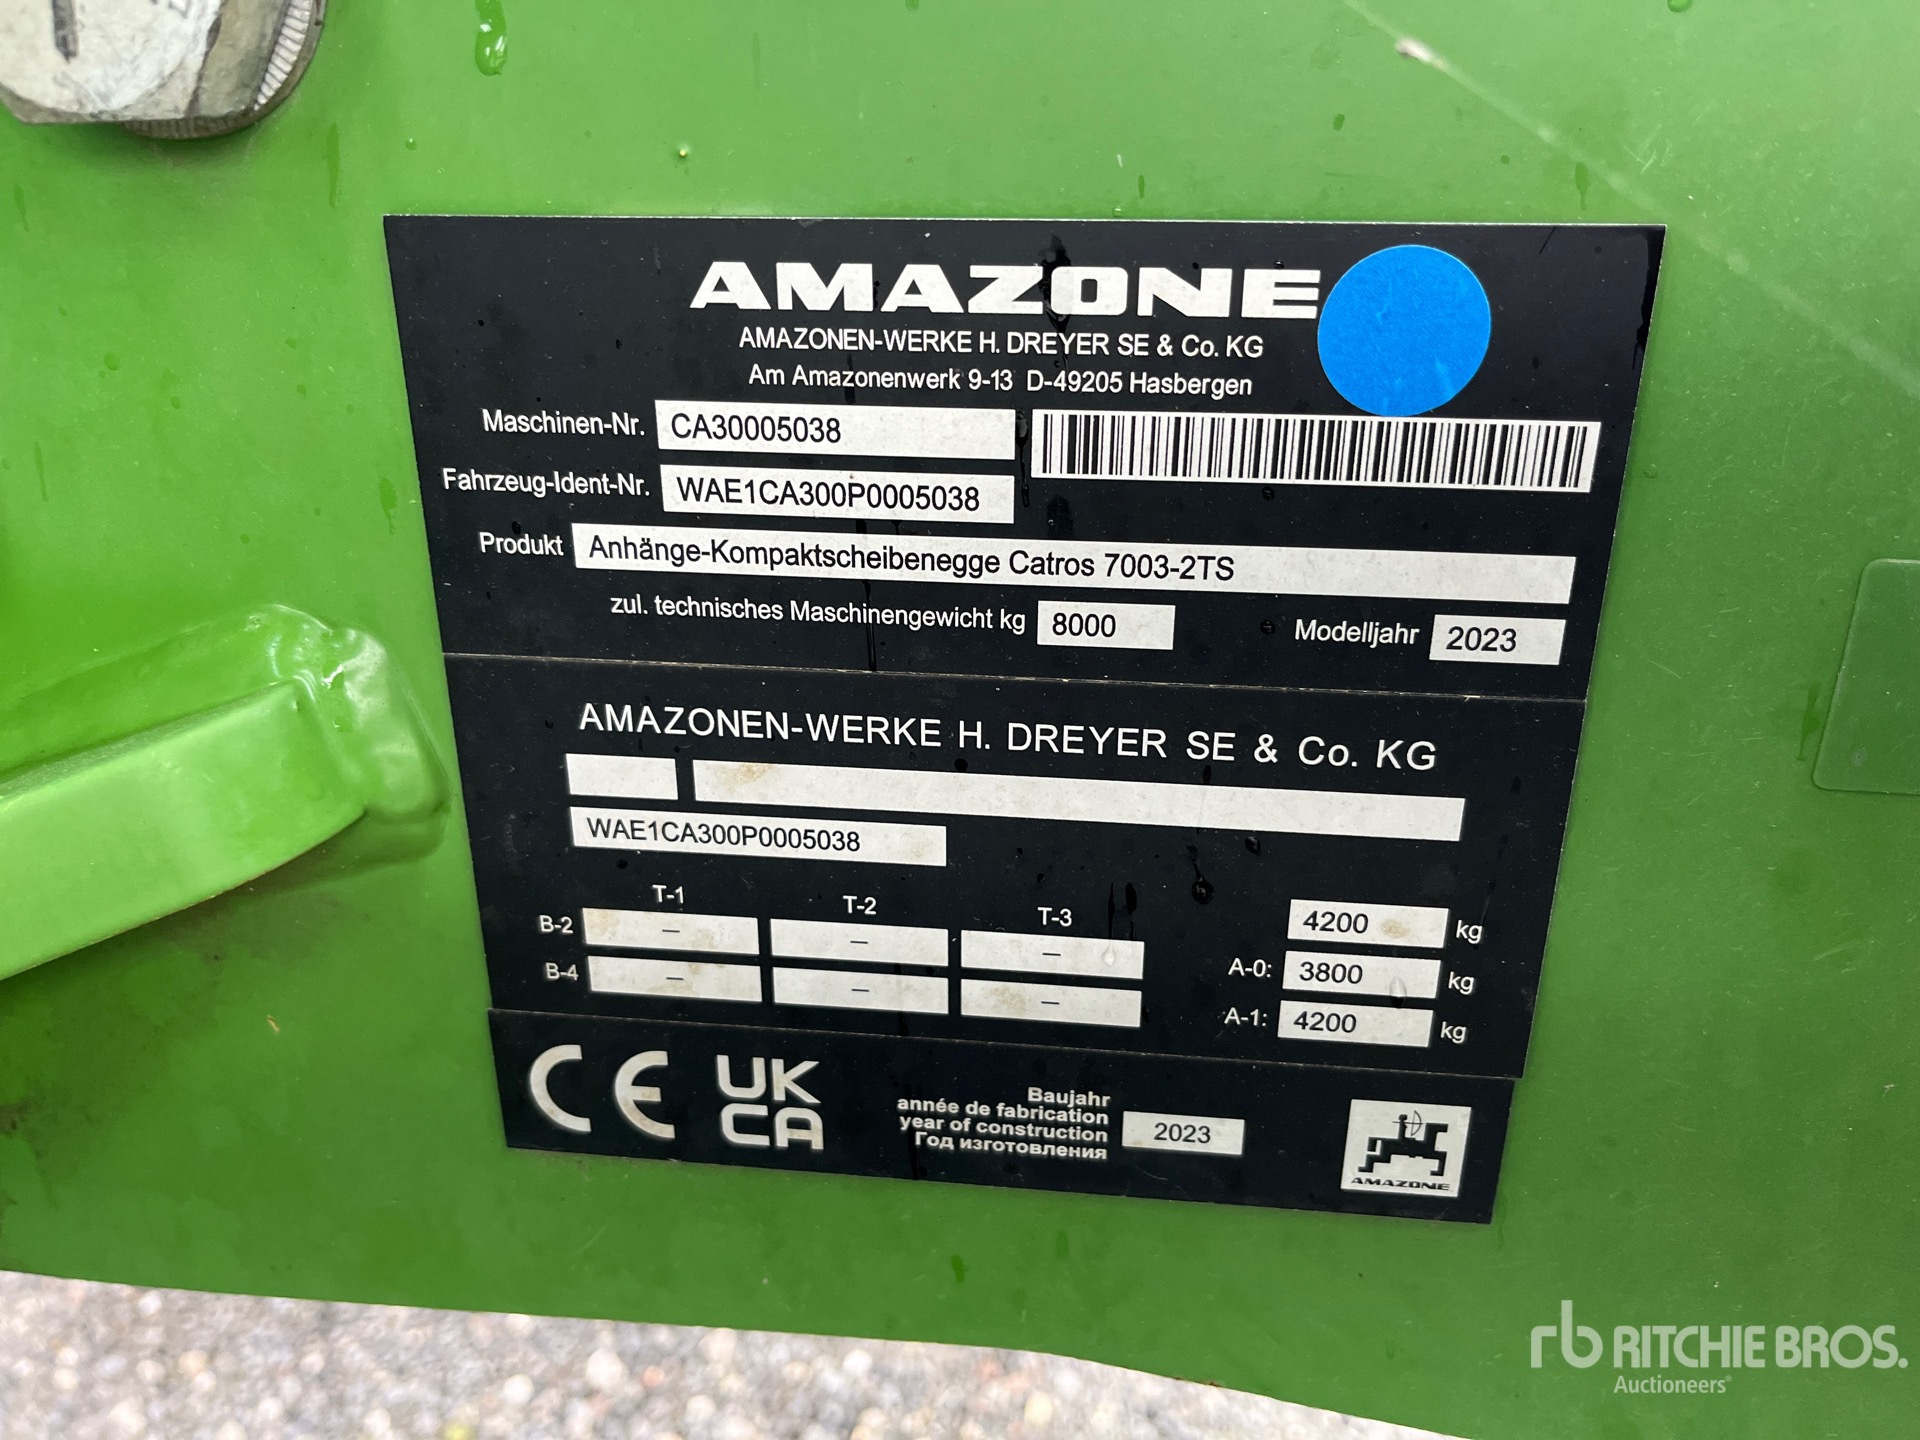 AMAZONE
AMAZONEN-WERKE H. DREYER SE & Co. KG
Am Amazonenwerk 9-13 D-49205 Hasbergen
Maschinen-Nr. CA30005038
Fahrzeug-Ident-Nr. WAE1CA300P0005038
Produkt Anhänge-Kompaktscheibenegge Catros 7003-2TS
zul. technisches Maschinengewicht kg 8000 Modelljahr 2023
AMAZONEN-WERKE H. DREYER SE & Co. KG
WAE1CA300P0005038
T-1 T-2 T-3
B-2 – – – 4200 kg
B-4 – – – A-0: 3800 kg
A-1: 4200 kg
CE UK CA
Baujahr
année de fabrication
year of construction
Год изготовления
2023
AMAZONE
rb RITCHIE BROS.
Auctioneers